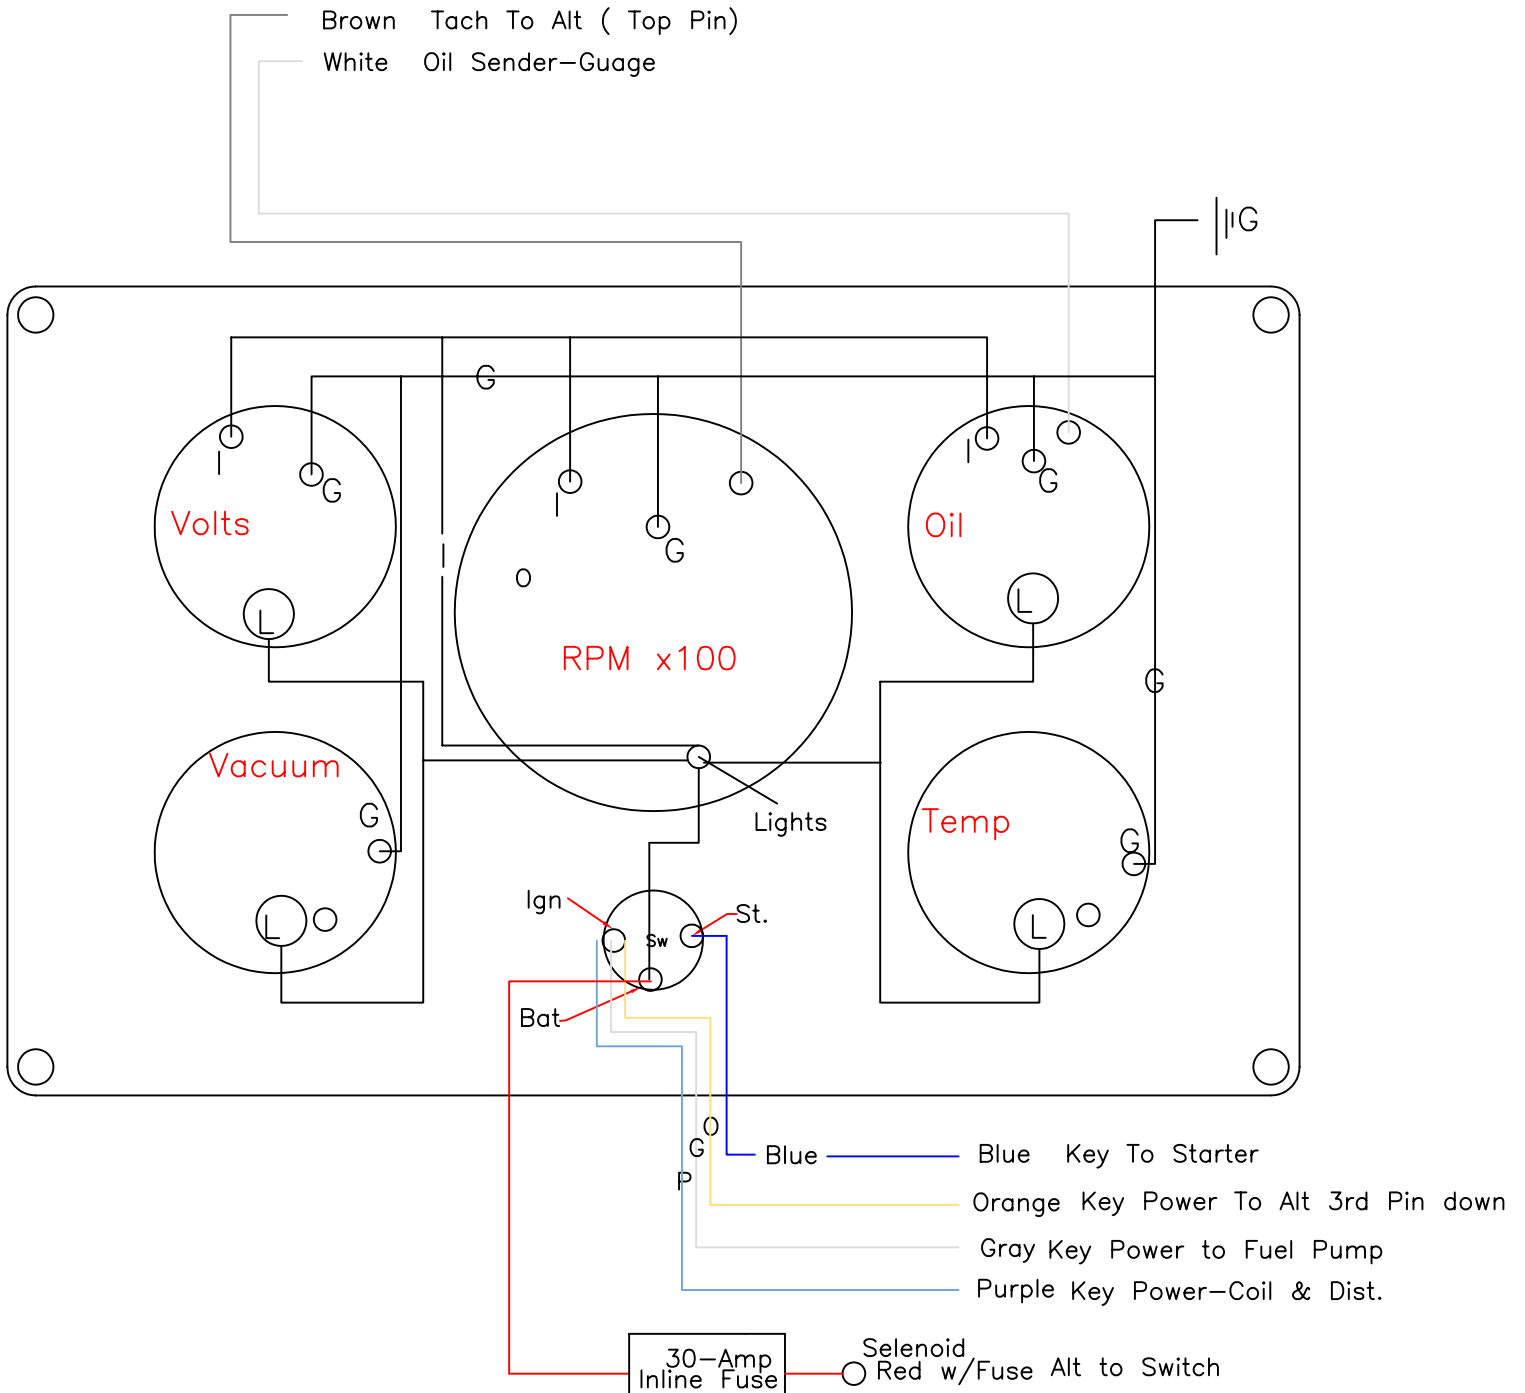 Brown Tach To Alt ( Top Pin)
White Oil Sender-Guage
G
G
I
G
I
G
I
G
Volts
Oil
I
O
L
L
RPM x100
G
Vacuum
G
Temp
G
Lights
L
L
Ign
St.
Sw
Bat
O
G
P
Blue
Blue Key To Starter
Orange Key Power To Alt 3rd Pin down
Gray Key Power to Fuel Pump
Purple Key Power-Coil & Dist.
30-Amp
Inline Fuse
Selenoid
Red w/Fuse Alt to Switch